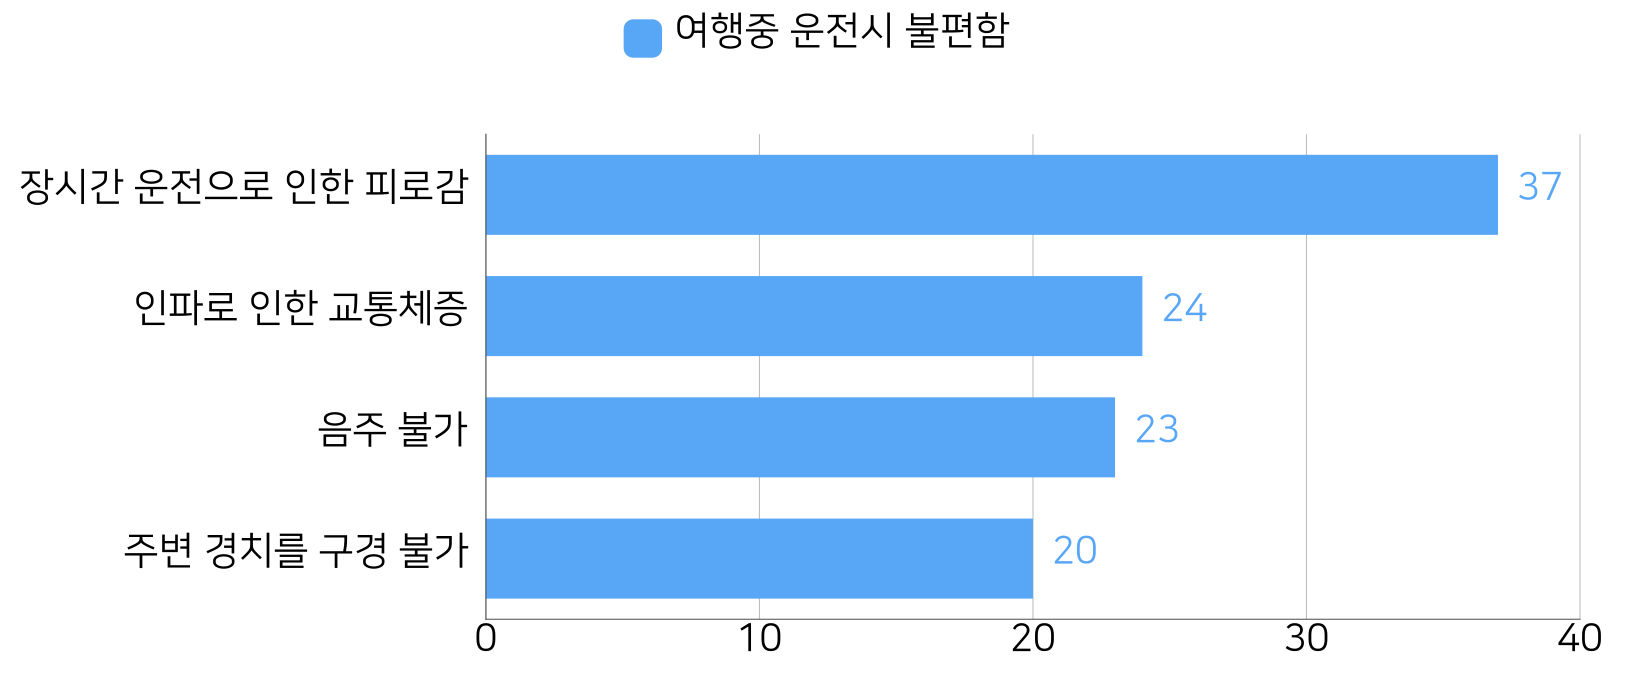 여행중 운전시 불편함
장시간 운전으로 인한 피로감 37
인파로 인한 교통체증 24
음주 불가 23
주변 경치를 구경 불가 20
0 10 20 30 40